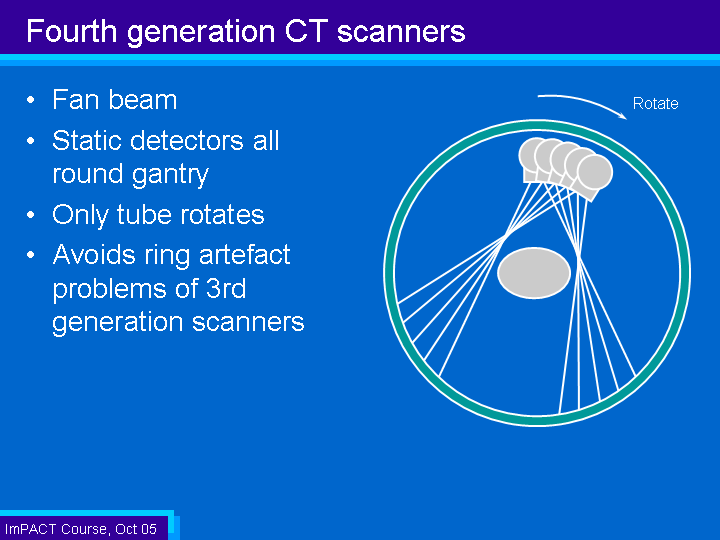 Fourth generation CT scanners
• Fan beam
• Static detectors all
round gantry
• Only tube rotates
• Avoids ring artefact
problems of 3rd
generation scanners
Rotate
ImPACT Course, Oct 05